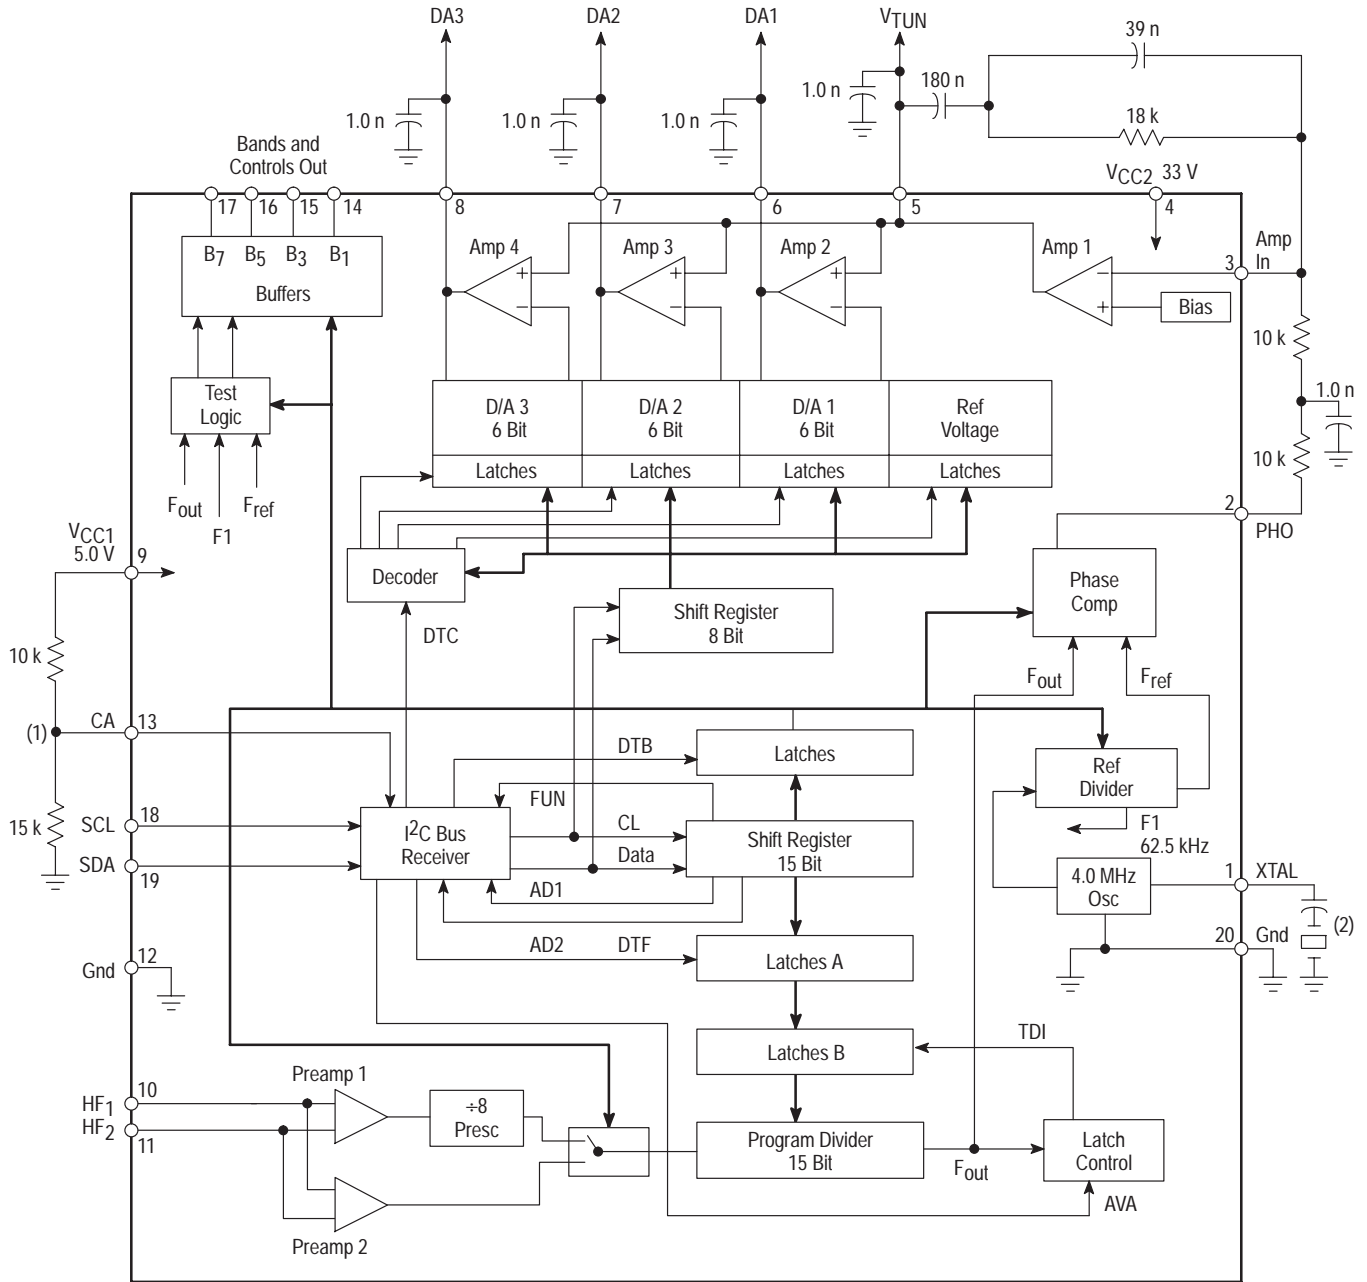 DA3
DA2
DA1
VTUN
39 n
1.0 n
1.0 n
1.0 n
1.0 n
180 n
18 k
Bands and
Controls Out
VCC2 33 V
17
16
15
14
8
7
6
5
4
B7
B5
B3
B1
Buffers
Amp 4
Amp 3
Amp 2
Amp 1
Amp
In
3
+
−
+
−
+
−
−
+
Bias
10 k
1.0 n
10 k
Test
Logic
D/A 3
6 Bit
D/A 2
6 Bit
D/A 1
6 Bit
Ref
Voltage
Latches
Latches
Latches
Latches
Fout
F1
Fref
2
PHO
VCC1
5.0 V
9
Decoder
Phase
Comp
Shift Register
8 Bit
DTC
10 k
Fout
Fref
(1)
CA
13
DTB
Latches
Ref
Divider
FUN
15 k
SCL
18
I2C Bus
Receiver
CL
Shift Register
15 Bit
F1
62.5 kHz
SDA
19
Data
AD1
4.0 MHz
Osc
1
XTAL
(2)
20
Gnd
AD2
DTF
Latches A
Gnd
12
Latches B
TDI
Preamp 1
HF1
10
HF2
11
÷8
Presc
Program Divider
15 Bit
Fout
Latch
Control
AVA
Preamp 2